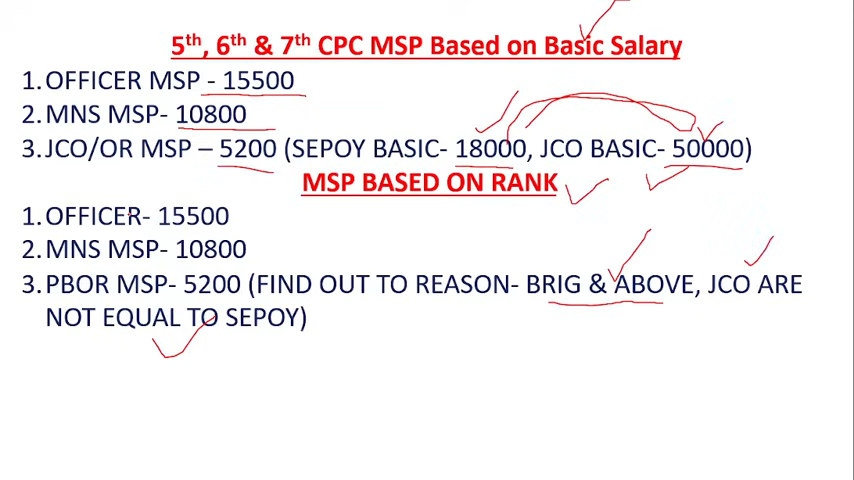 5th, 6th & 7th CPC MSP Based on Basic Salary
1.OFFICER MSP - 15500
2.MNS MSP- 10800
3.JCO/OR MSP – 5200 (SEPOY BASIC- 18000, JCO BASIC- 50000)
MSP BASED ON RANK
1.OFFICER- 15500
2.MNS MSP- 10800
3.PBOR MSP- 5200 (FIND OUT TO REASON- BRIG & ABOVE, JCO ARE
NOT EQUAL TO SEPOY)